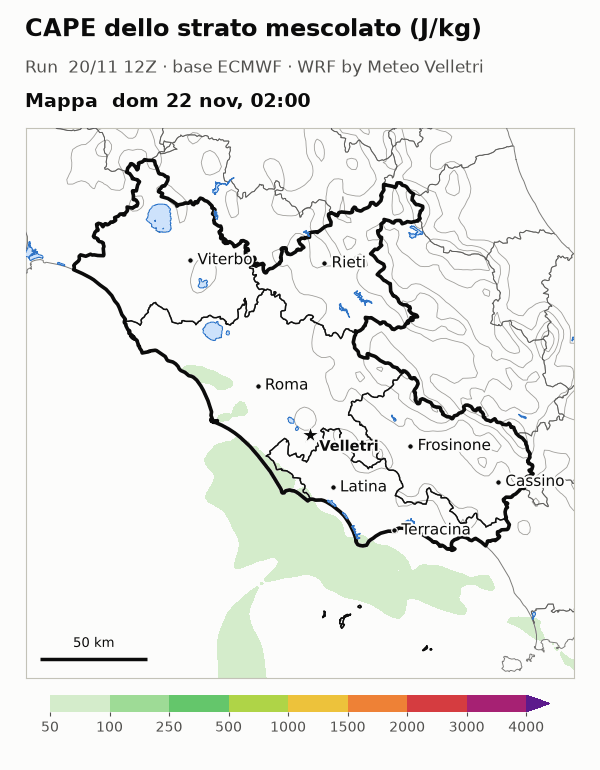 CAPE dello strato mescolato (J/kg)
Run  20/11 12Z · base ECMWF · WRF by Meteo Velletri
Mappa  dom 22 nov, 02:00
Viterbo
Rieti
Roma
Velletri
Frosinone
Cassino
Latina
Terracina
50 km
50 100 250 500 1000 1500 2000 3000 4000